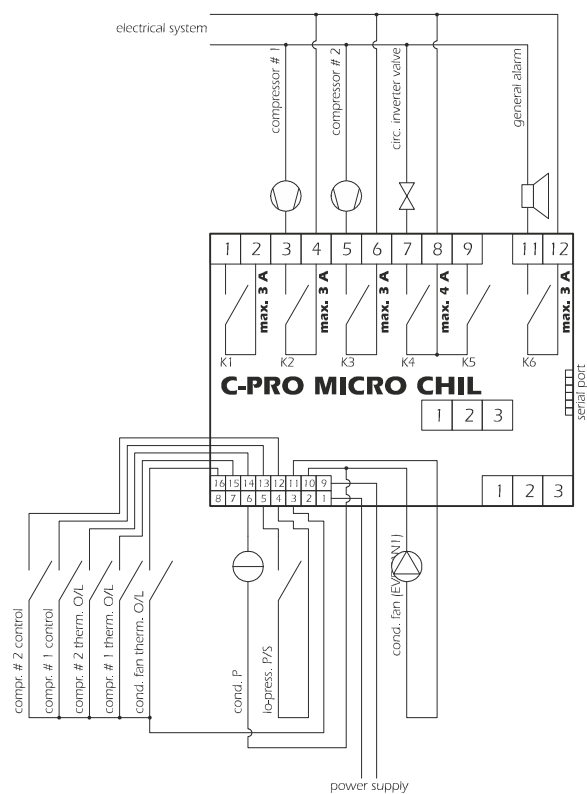 electrical system
compressor # 1
compressor # 2
circ. inverter valve
general alarm
1 2 3 4 5 6 7 8 9 11 12
max. 3 A
max. 3 A
max. 3 A
max. 4 A
max. 3 A
K1 K2 K3 K4 K5 K6
C-PRO MICRO CHIL
serial port
1 2 3
16 15 14 13 12 11 10 9
8 7 6 5 4 3 2 1
1 2 3
compr. # 2 control
compr. # 1 control
compr. # 2 therm. O/L
compr. # 1 therm. O/L
cond. fan therm. O/L
cond. P
lo-press. P/S
cond. fan
power supply